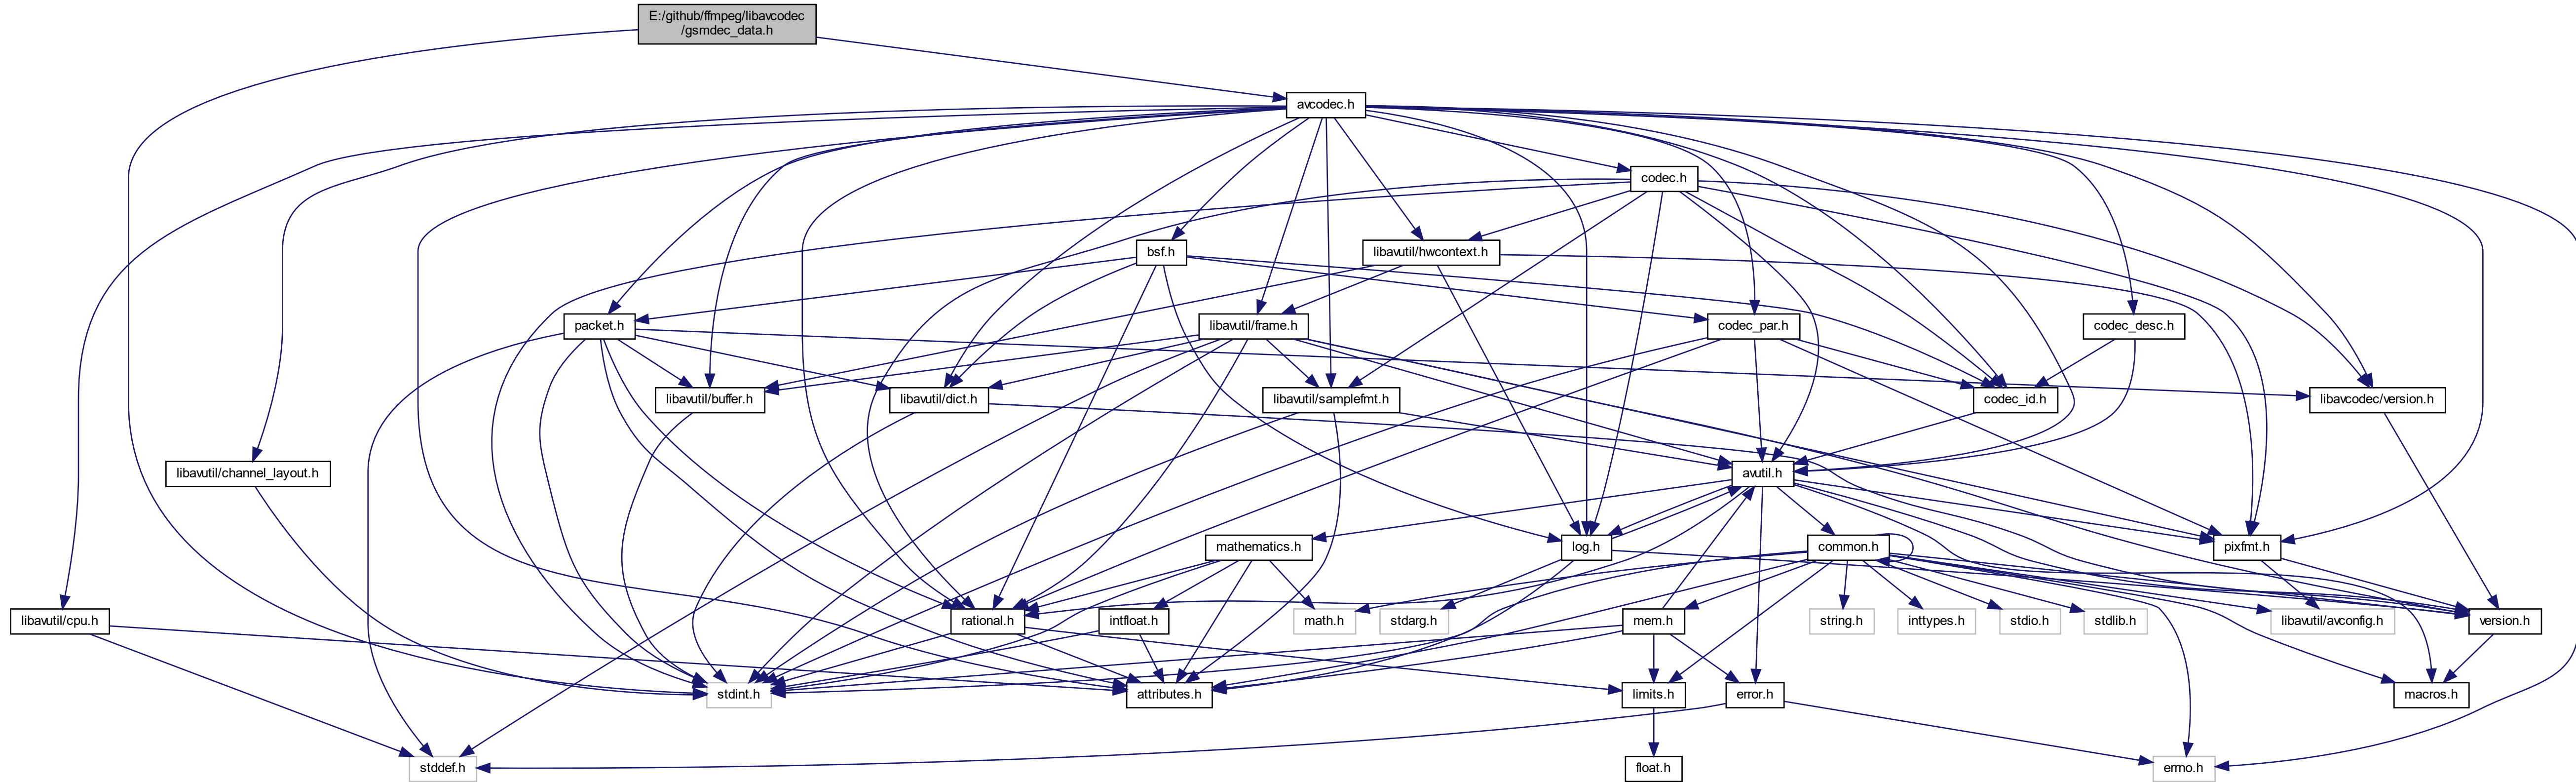 E:/github/ffmpeg/libavcodec
/gsmdec_data.h
avcodec.h
codec.h
bsf.h
libavutil/hwcontext.h
packet.h
libavutil/frame.h
codec_par.h
codec_desc.h
libavutil/buffer.h
libavutil/dict.h
libavutil/samplefmt.h
codec_id.h
libavcodec/version.h
libavutil/channel_layout.h
avutil.h
mathematics.h
log.h
common.h
pixfmt.h
libavutil/cpu.h
rational.h
intfloat.h
math.h
stdarg.h
mem.h
string.h
inttypes.h
stdio.h
stdlib.h
libavutil/avconfig.h
version.h
stdint.h
attributes.h
limits.h
error.h
macros.h
stddef.h
float.h
errno.h